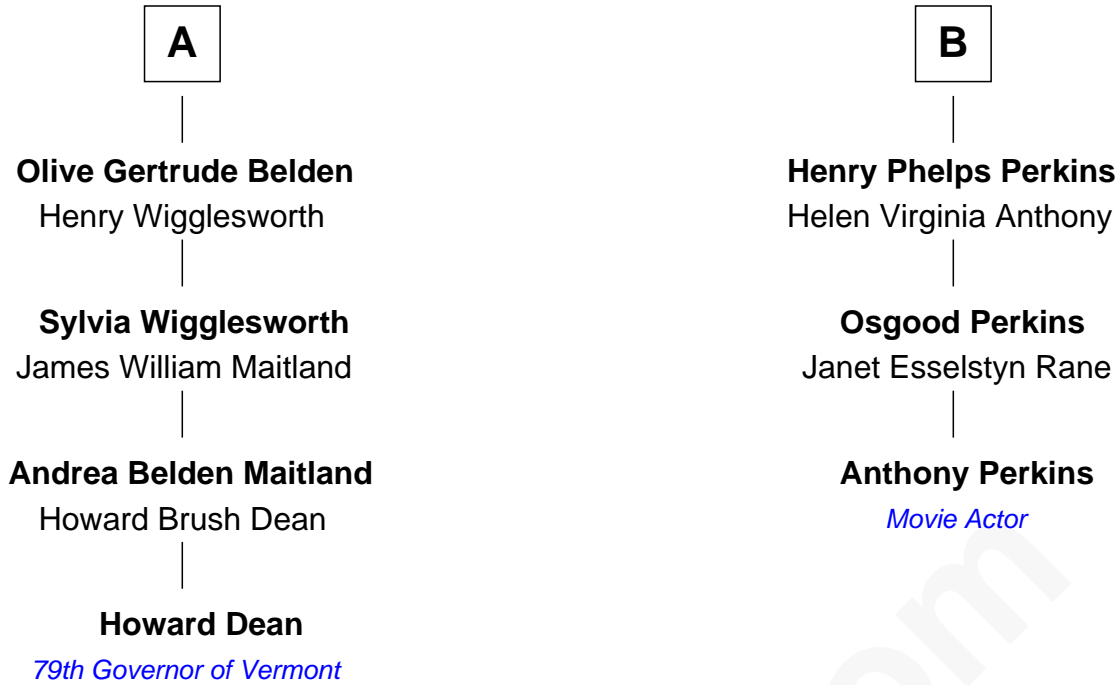 A
Olive Gertrude Belden
Henry Wigglesworth
Sylvia Wigglesworth
James William Maitland
Andrea Belden Maitland
Howard Brush Dean
Howard Dean
79th Governor of Vermont
B
Henry Phelps Perkins
Helen Virginia Anthony
Osgood Perkins
Janet Esselstyn Rane
Anthony Perkins
Movie Actor
om